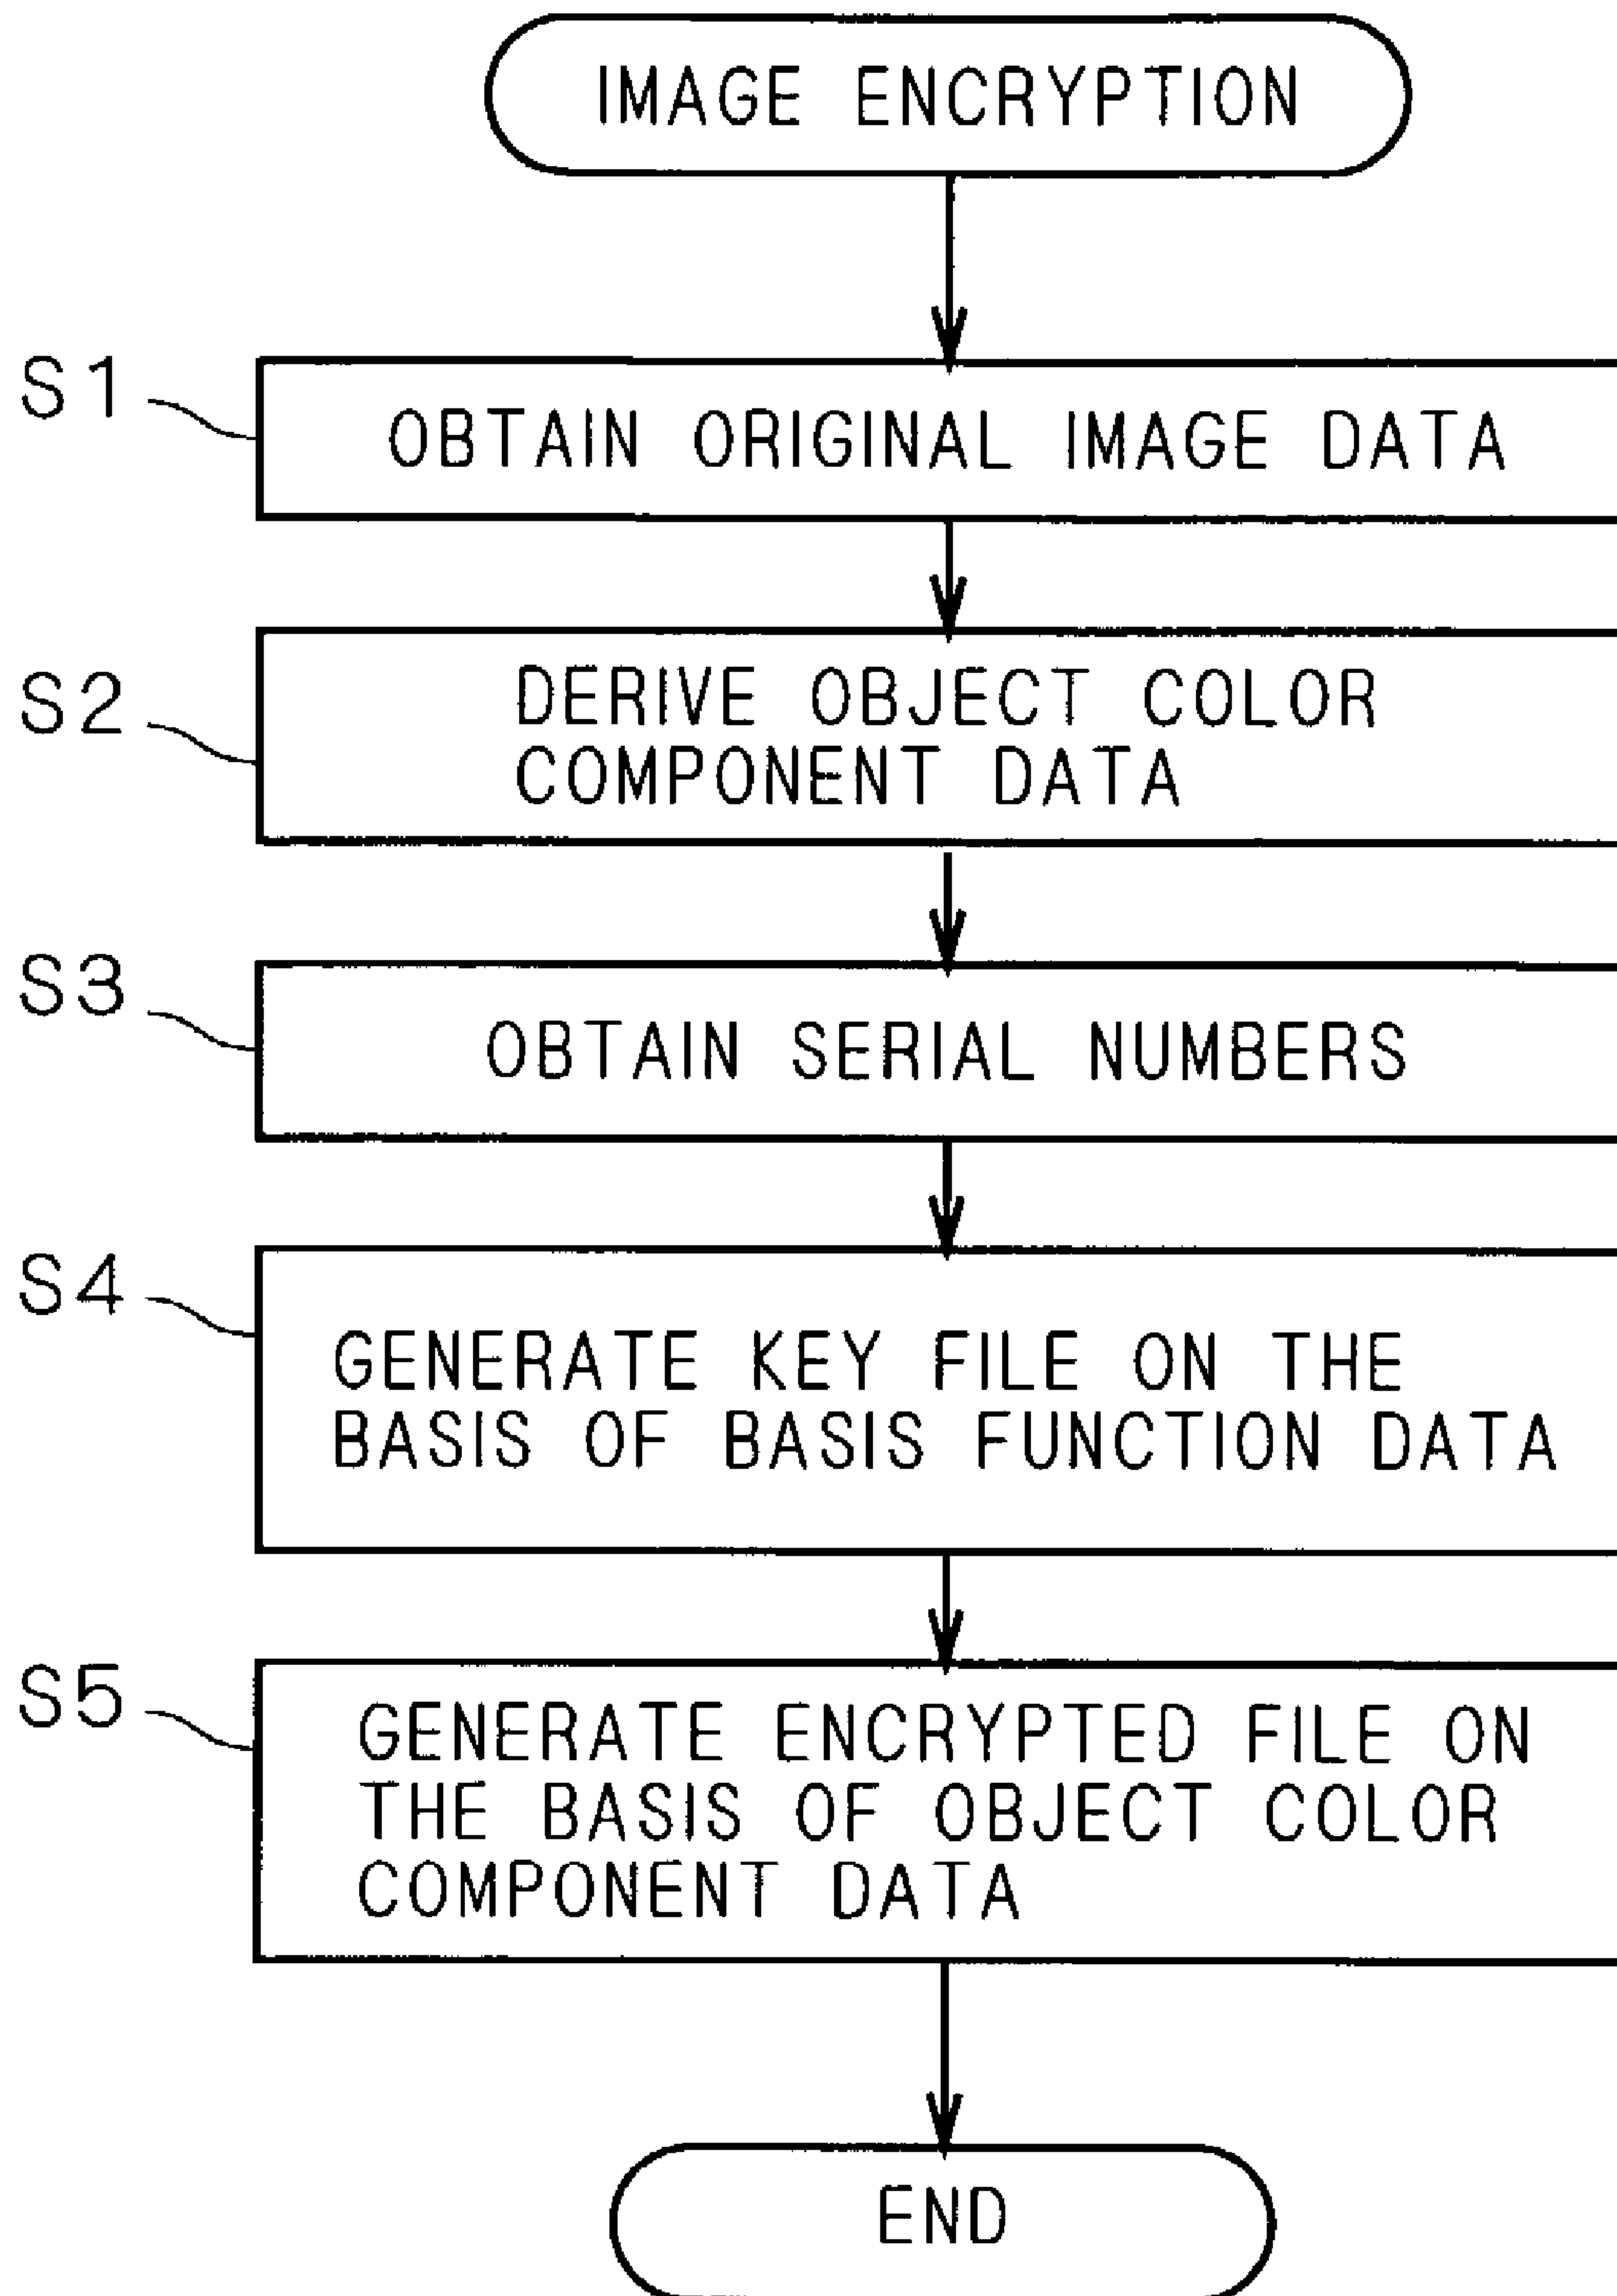 IMAGE ENCRYPTION
S1
OBTAIN ORIGINAL IMAGE DATA
S2
DERIVE OBJECT COLOR
COMPONENT DATA
S3
OBTAIN SERIAL NUMBERS
S4
GENERATE KEY FILE ON THE
BASIS OF BASIS FUNCTION DATA
S5
GENERATE ENCRYPTED FILE ON
THE BASIS OF OBJECT COLOR
COMPONENT DATA
END